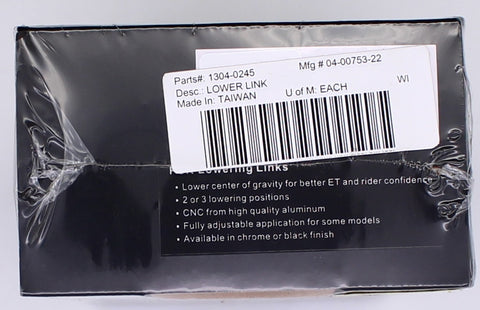 Parts#: 1304-0245 Mfg # 04-00753-22
Desc.: LOWER LINK
Made In: TAIWAN U of M: EACH WI
Lowering Links
• Lower center of gravity for better ET and rider confidence
• 2 or 3 lowering positions
• CNC from high quality aluminum
• Fully adjustable application for some models
• Available in chrome or black finish